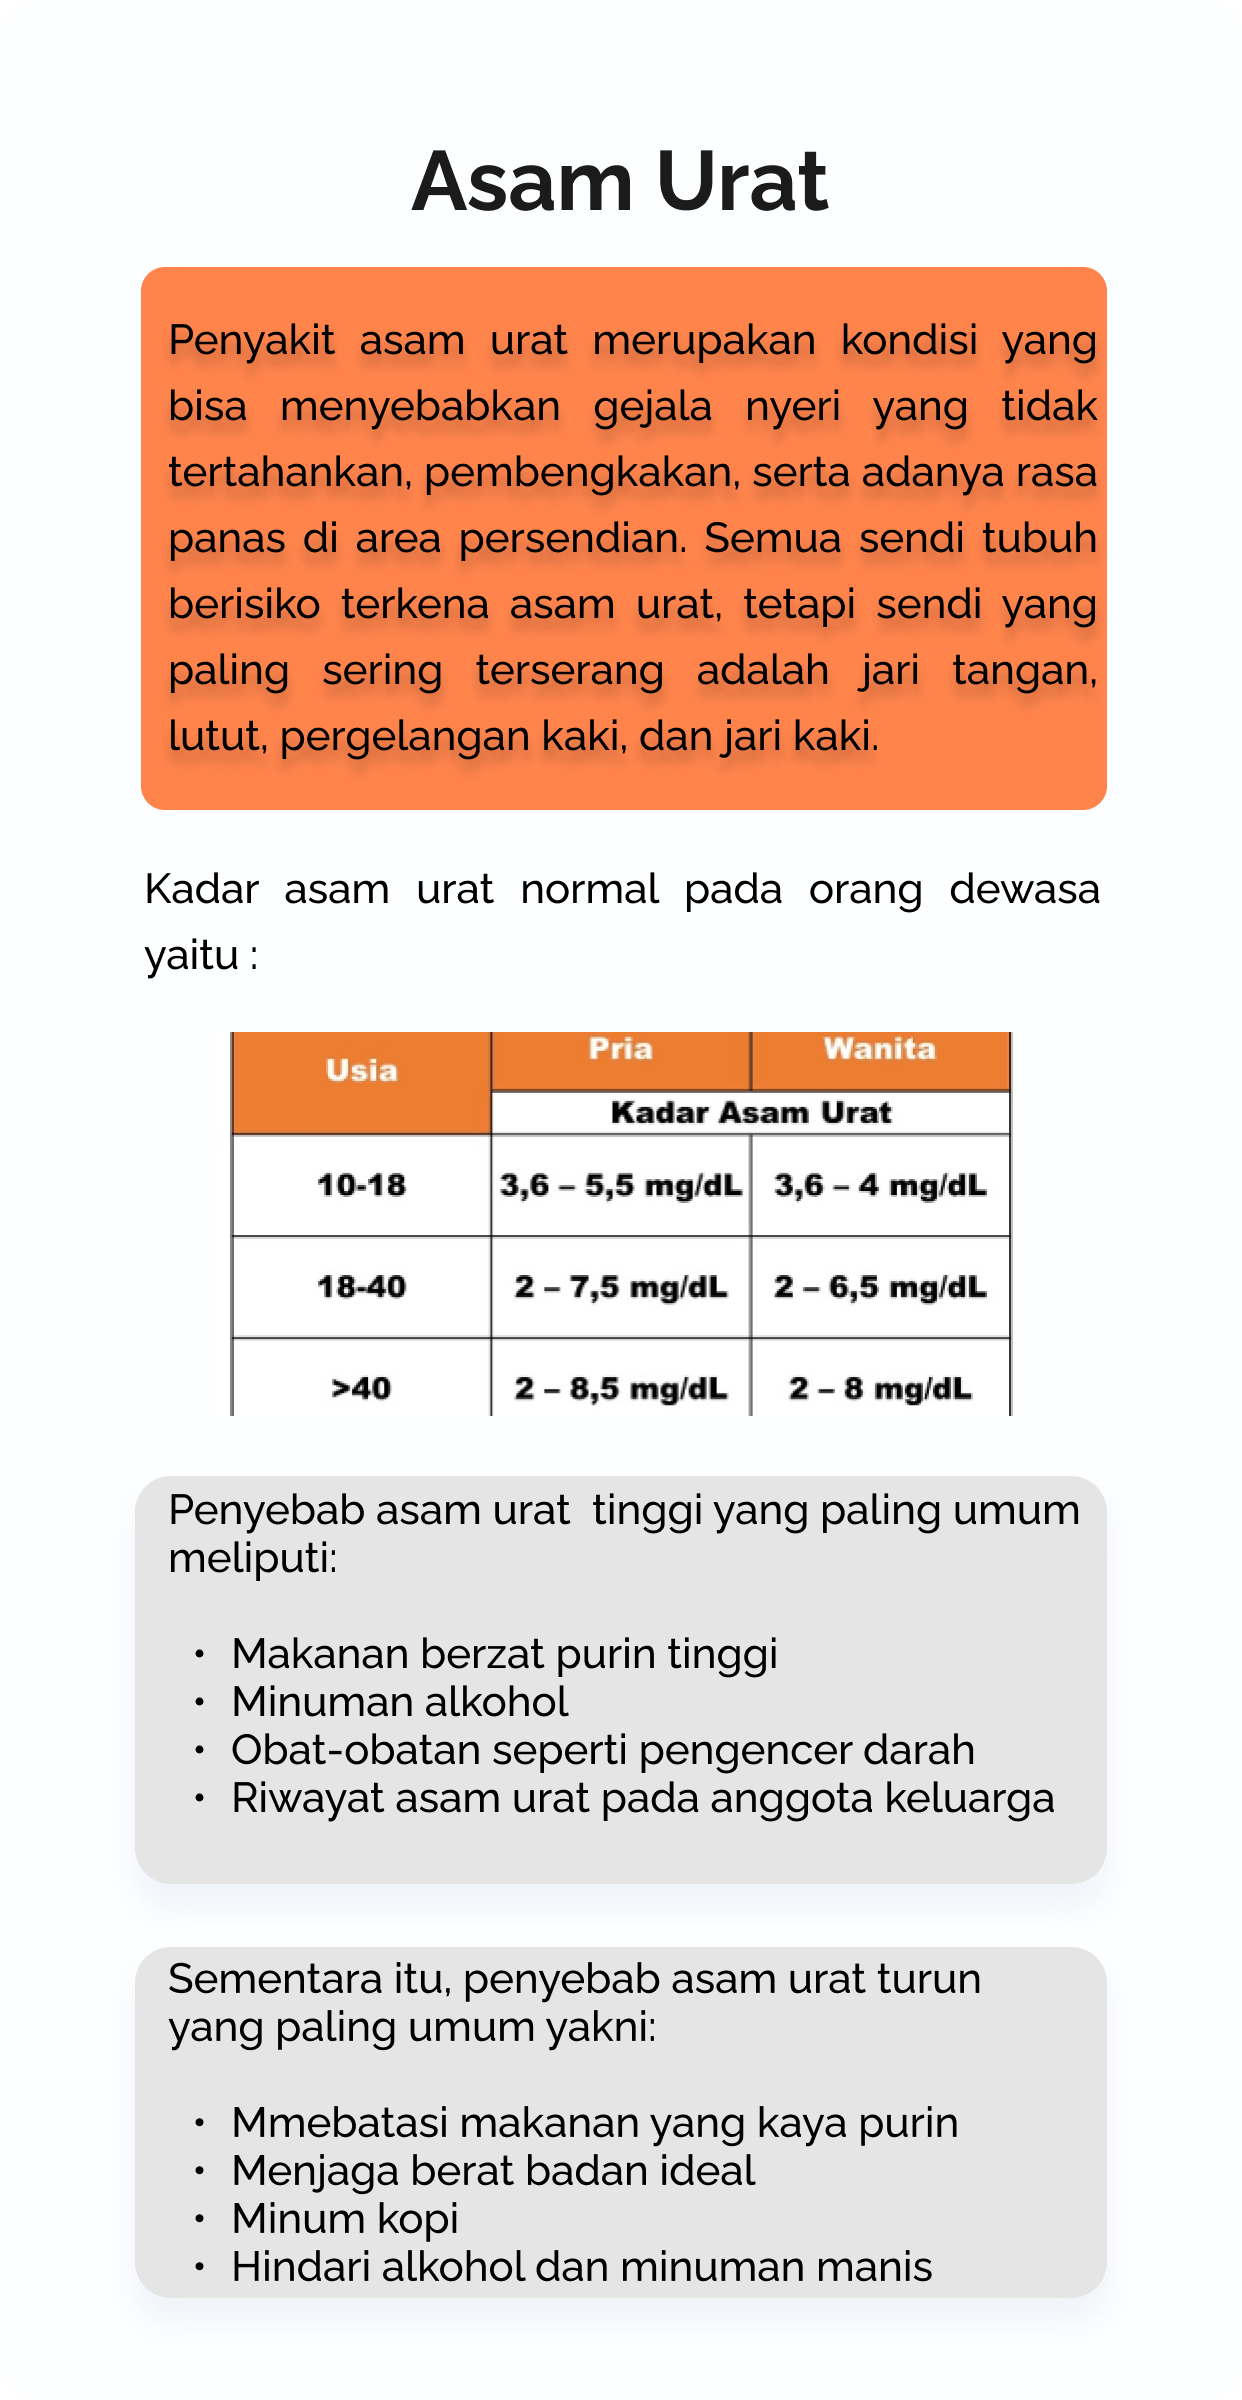 Asam Urat
Penyakit asam urat merupakan kondisi yang
bisa menyebabkan gejala nyeri yang tidak
tertahankan, pembengkakan, serta adanya rasa
panas di area persendian. Semua sendi tubuh
berisiko terkena asam urat, tetapi sendi yang
paling sering terserang adalah jari tangan,
lutut, pergelangan kaki, dan jari kaki.
Kadar asam urat normal pada orang dewasa
yaitu :
Usia Pria Wanita
Kadar Asam Urat
10-18 3,6 – 5,5 mg/dL 3,6 – 4 mg/dL
18-40 2 – 7,5 mg/dL 2 – 6,5 mg/dL
>40 2 – 8,5 mg/dL 2 – 8 mg/dL
Penyebab asam urat  tinggi yang paling umum
meliputi:
• Makanan berzat purin tinggi
• Minuman alkohol
• Obat-obatan seperti pengencer darah
• Riwayat asam urat pada anggota keluarga
Sementara itu, penyebab asam urat turun
yang paling umum yakni:
• Mmebatasi makanan yang kaya purin
• Menjaga berat badan ideal
• Minum kopi
• Hindari alkohol dan minuman manis